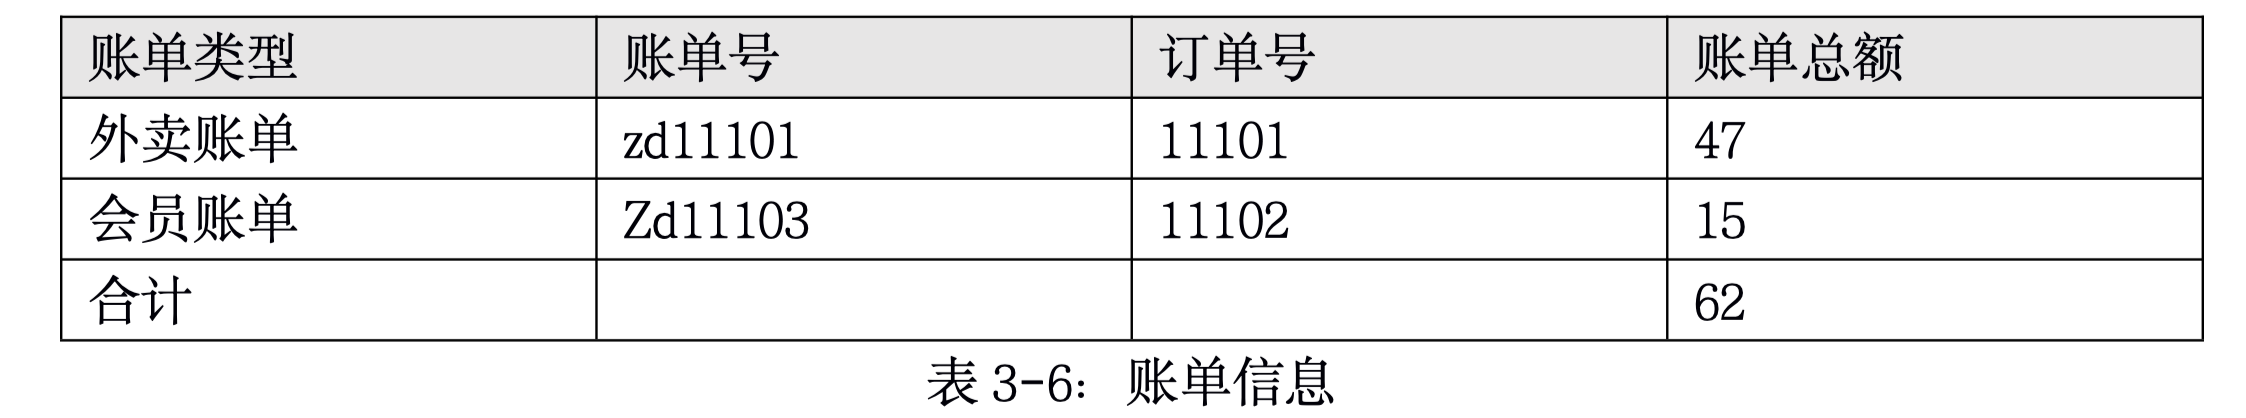 账单类型 账单号 订单号 账单总额
外卖账单 zd11101 11101 47
会员账单 Zd11103 11102 15
合计 62
表 3-6: 账单信息